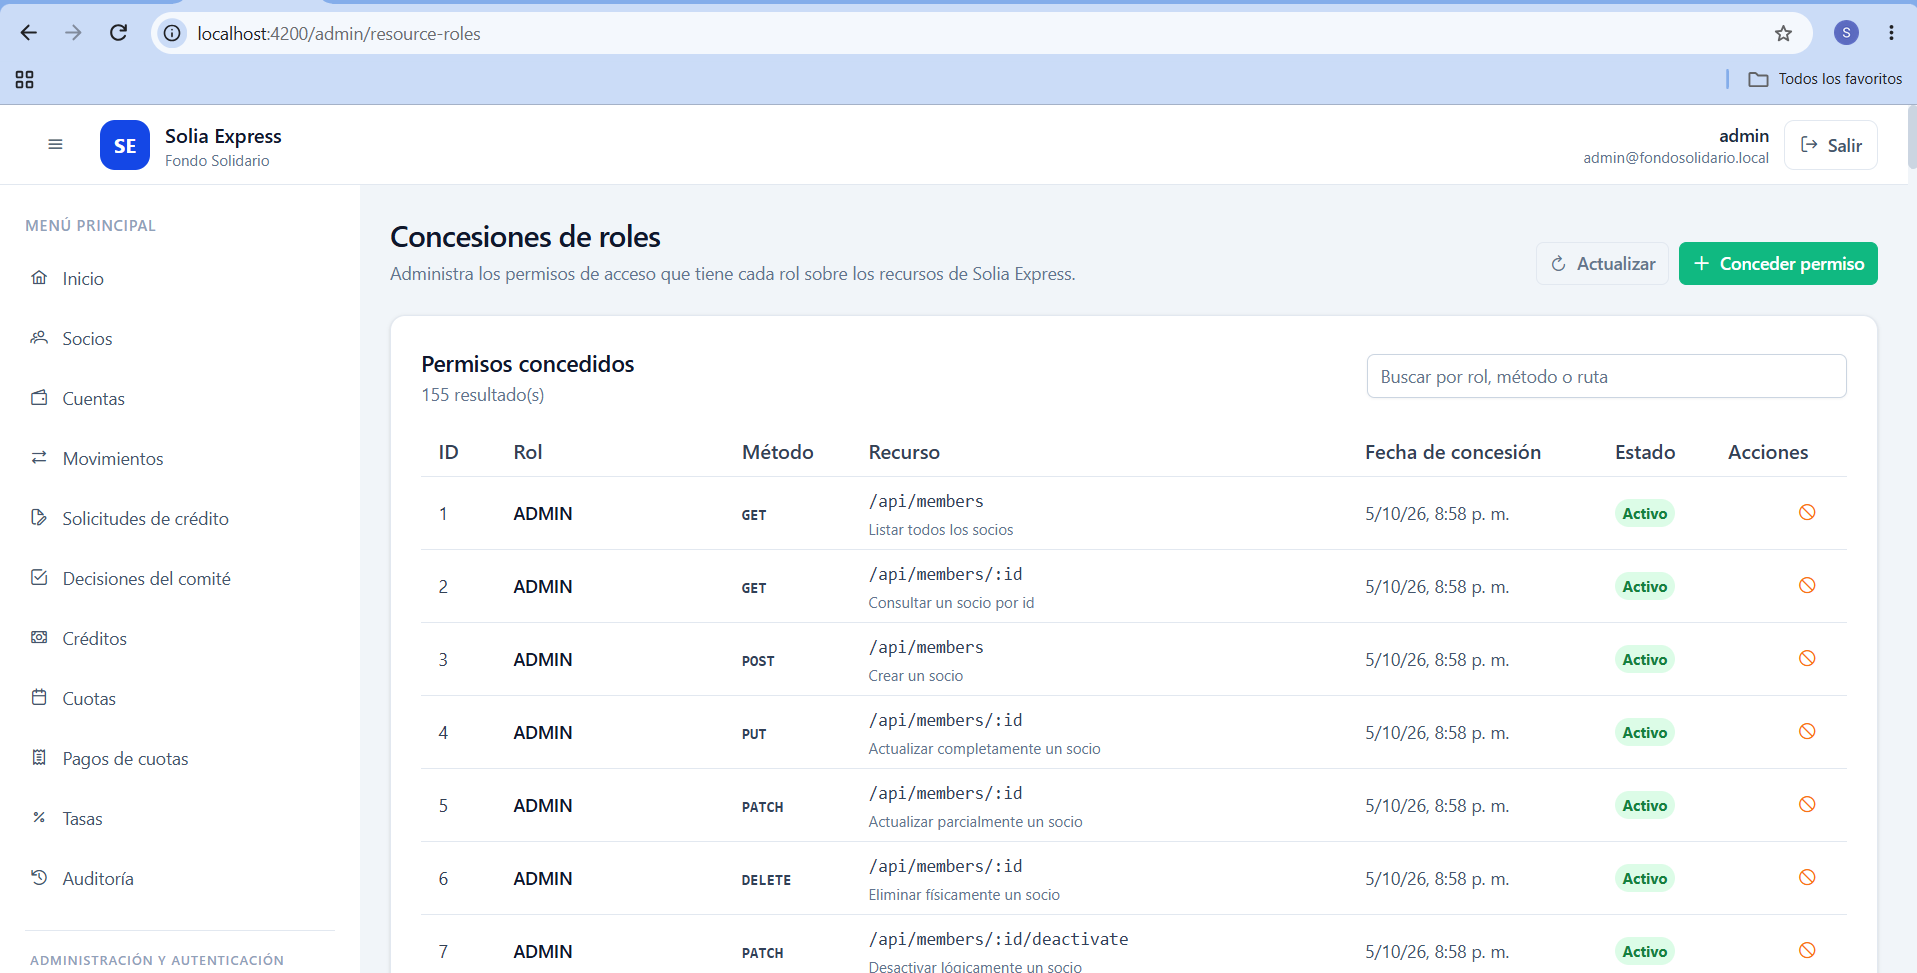 localhost:4200/admin/resource-roles
S
Todos los favoritos
SE
Solia Express
Fondo Solidario
admin
admin@fondosolidario.local
Salir
MENÚ PRINCIPAL
Inicio
Socios
Cuentas
Movimientos
Solicitudes de crédito
Decisiones del comité
Créditos
Cuotas
Pagos de cuotas
Tasas
Auditoría
ADMINISTRACIÓN Y AUTENTICACIÓN
Concesiones de roles
Administra los permisos de acceso que tiene cada rol sobre los recursos de Solia Express.
Actualizar
+ Conceder permiso
Permisos concedidos
155 resultado(s)
Buscar por rol, método o ruta
ID Rol Método Recurso Fecha de concesión Estado Acciones
1 ADMIN GET /api/members 5/10/26, 8:58 p. m. Activo
Listar todos los socios
2 ADMIN GET /api/members/:id 5/10/26, 8:58 p. m. Activo
Consultar un socio por id
3 ADMIN POST /api/members 5/10/26, 8:58 p. m. Activo
Crear un socio
4 ADMIN PUT /api/members/:id 5/10/26, 8:58 p. m. Activo
Actualizar completamente un socio
5 ADMIN PATCH /api/members/:id 5/10/26, 8:58 p. m. Activo
Actualizar parcialmente un socio
6 ADMIN DELETE /api/members/:id 5/10/26, 8:58 p. m. Activo
Eliminar físicamente un socio
7 ADMIN PATCH /api/members/:id/deactivate 5/10/26, 8:58 p. m. Activo
Desactivar lógicamente un socio